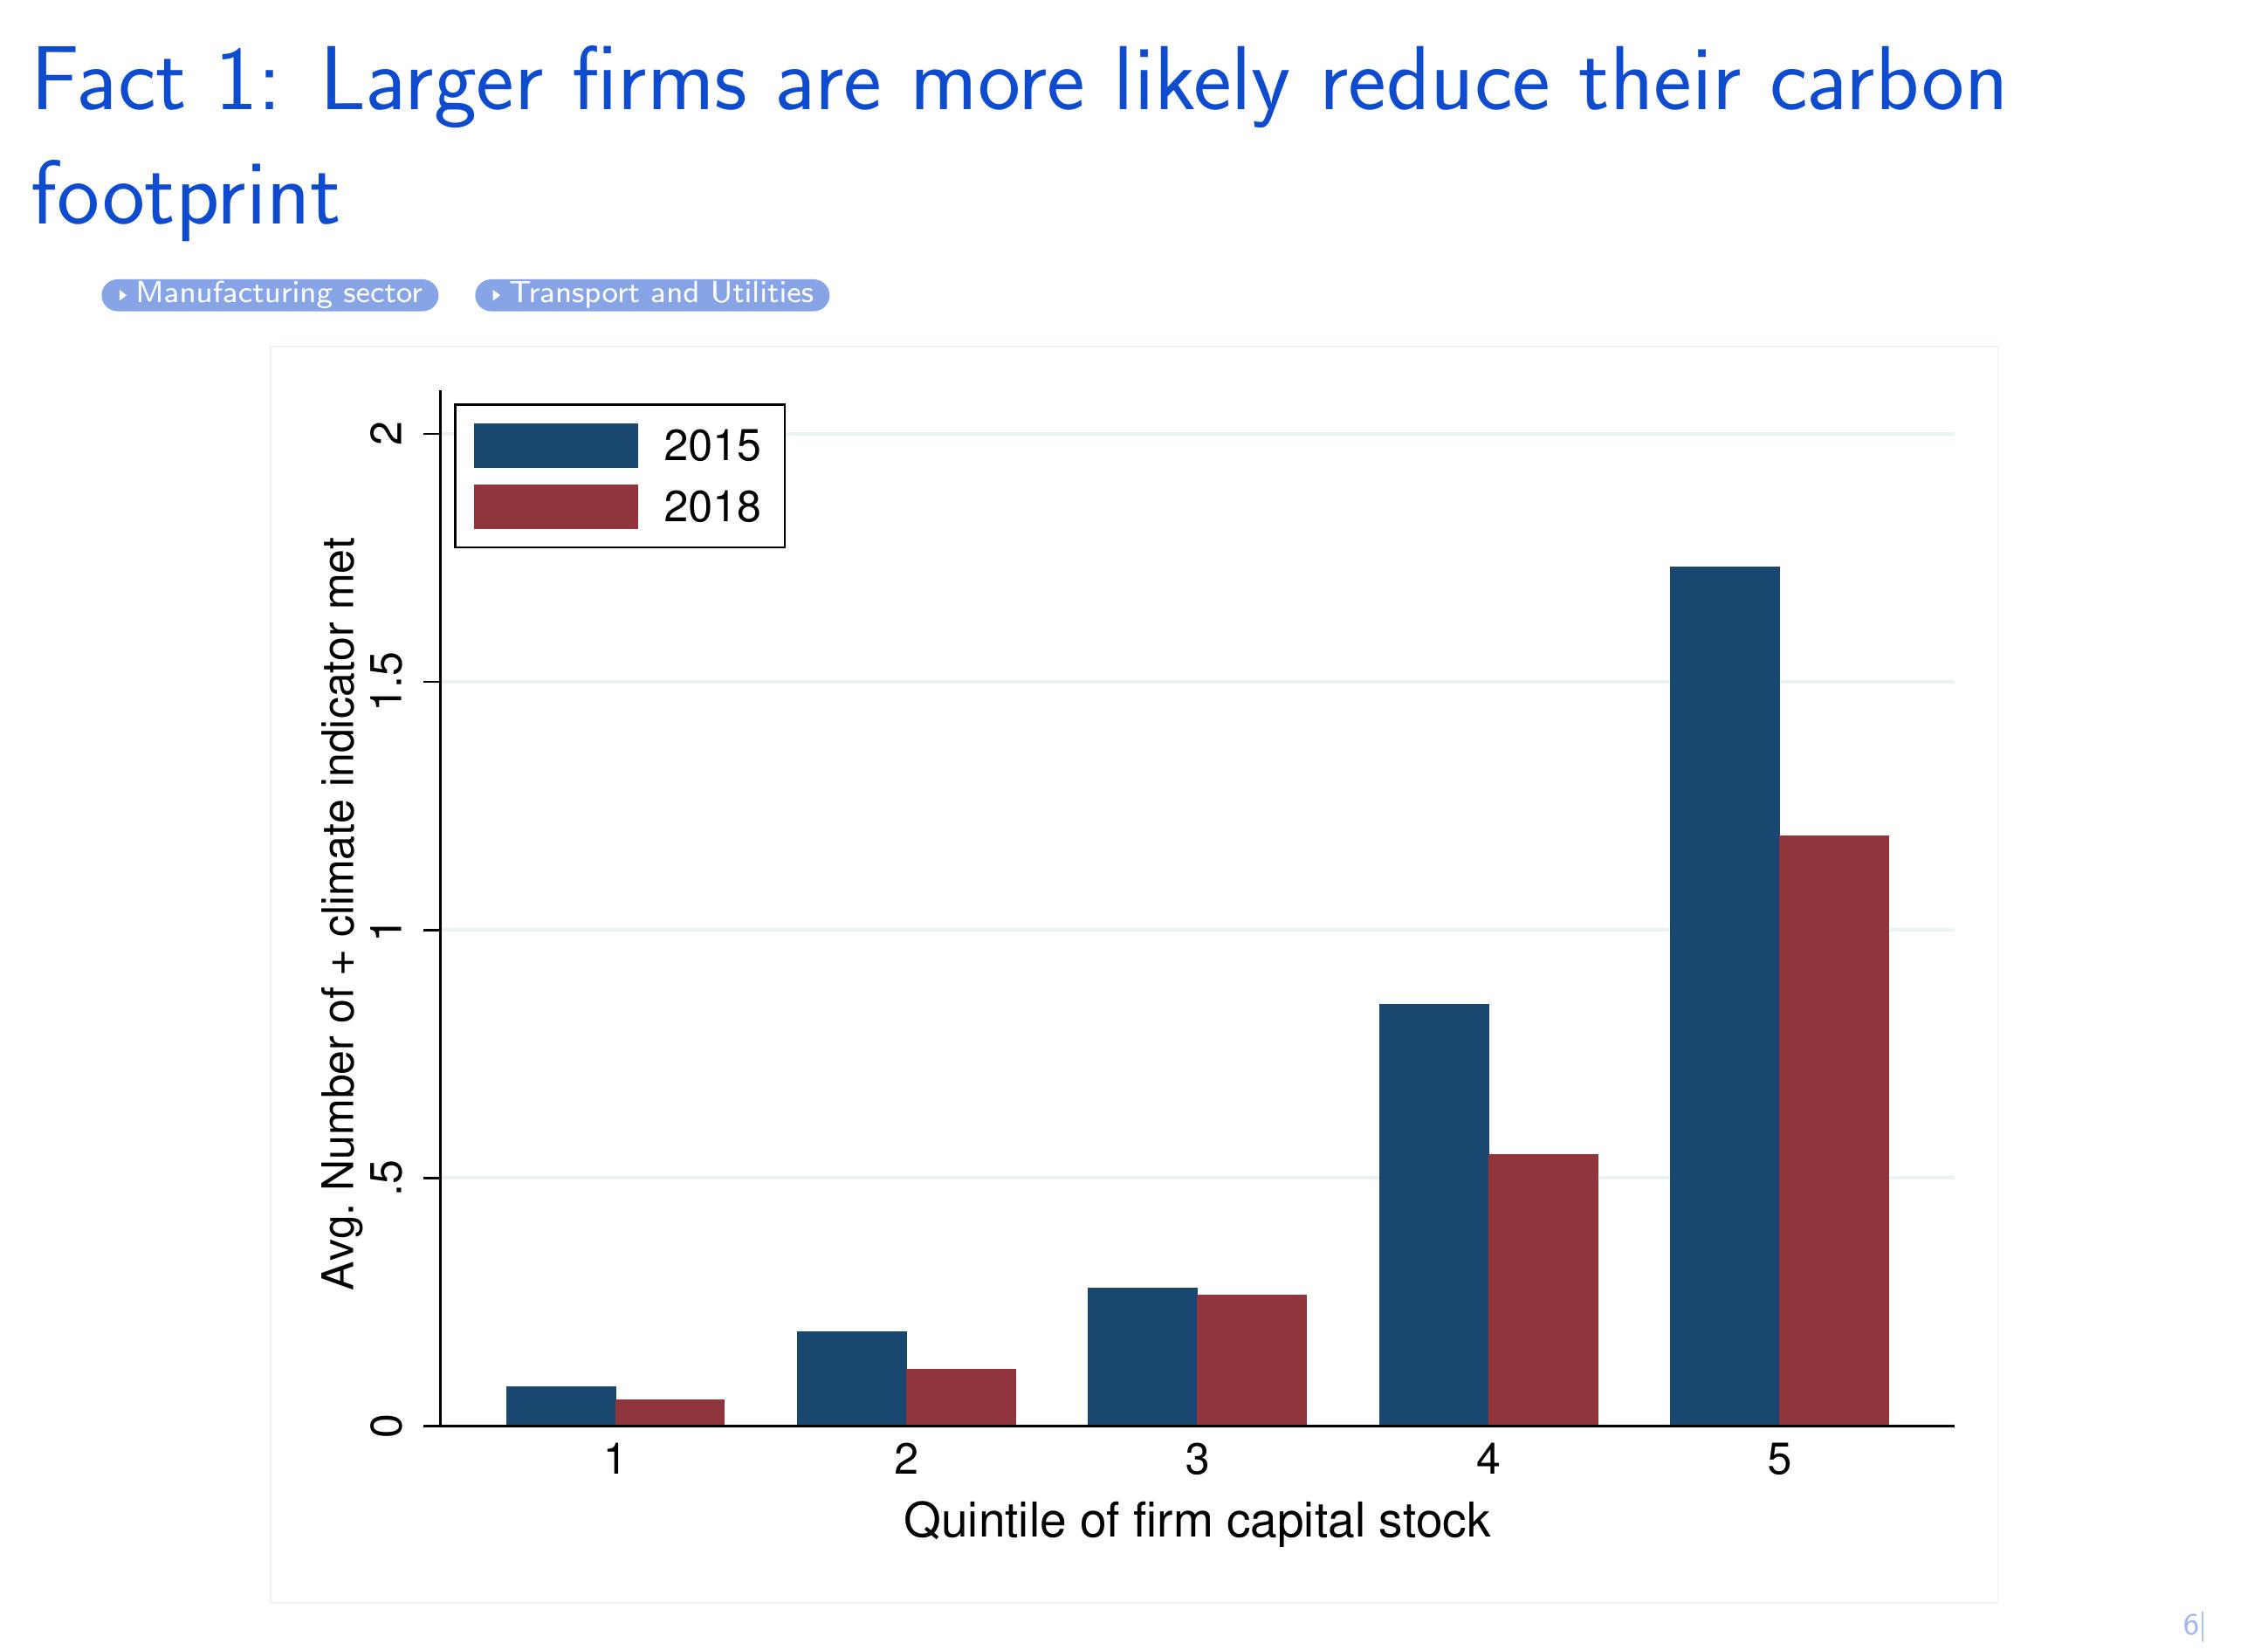 Fact 1: Larger firms are more likely reduce their carbon
footprint
Manufacturing sector
Transport and Utilities
2015
2018
Avg. Number of + climate indicator met
2
1.5
1
.5
0
1 2 3 4 5
Quintile of firm capital stock
6|